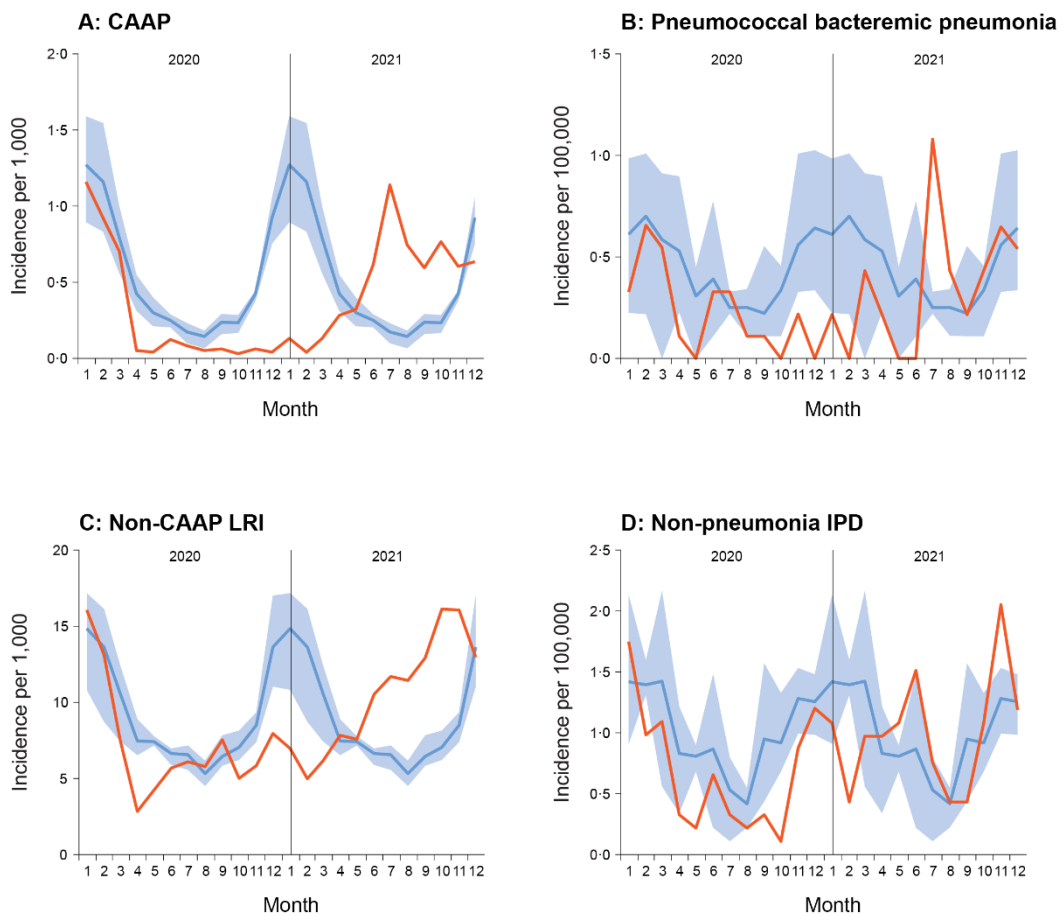 A: CAAP
Incidence per 1,000
2·0
1·5
1·0
0·5
0·0
2020
2021
1 2 3 4 5 6 7 8 9 10 11 12 1 2 3 4 5 6 7 8 9 10 11 12
Month
B: Pneumococcal bacteremic pneumonia
Incidence per 100,000
1·5
1·0
0·5
0·0
2020
2021
1 2 3 4 5 6 7 8 9 10 11 12 1 2 3 4 5 6 7 8 9 10 11 12
Month
C: Non-CAAP LRI
Incidence per 1,000
20
15
10
5
0
2020
2021
1 2 3 4 5 6 7 8 9 10 11 12 1 2 3 4 5 6 7 8 9 10 11 12
Month
D: Non-pneumonia IPD
Incidence per 100,000
2·5
2·0
1·5
1·0
0·5
0·0
2020
2021
1 2 3 4 5 6 7 8 9 10 11 12 1 2 3 4 5 6 7 8 9 10 11 12
Month